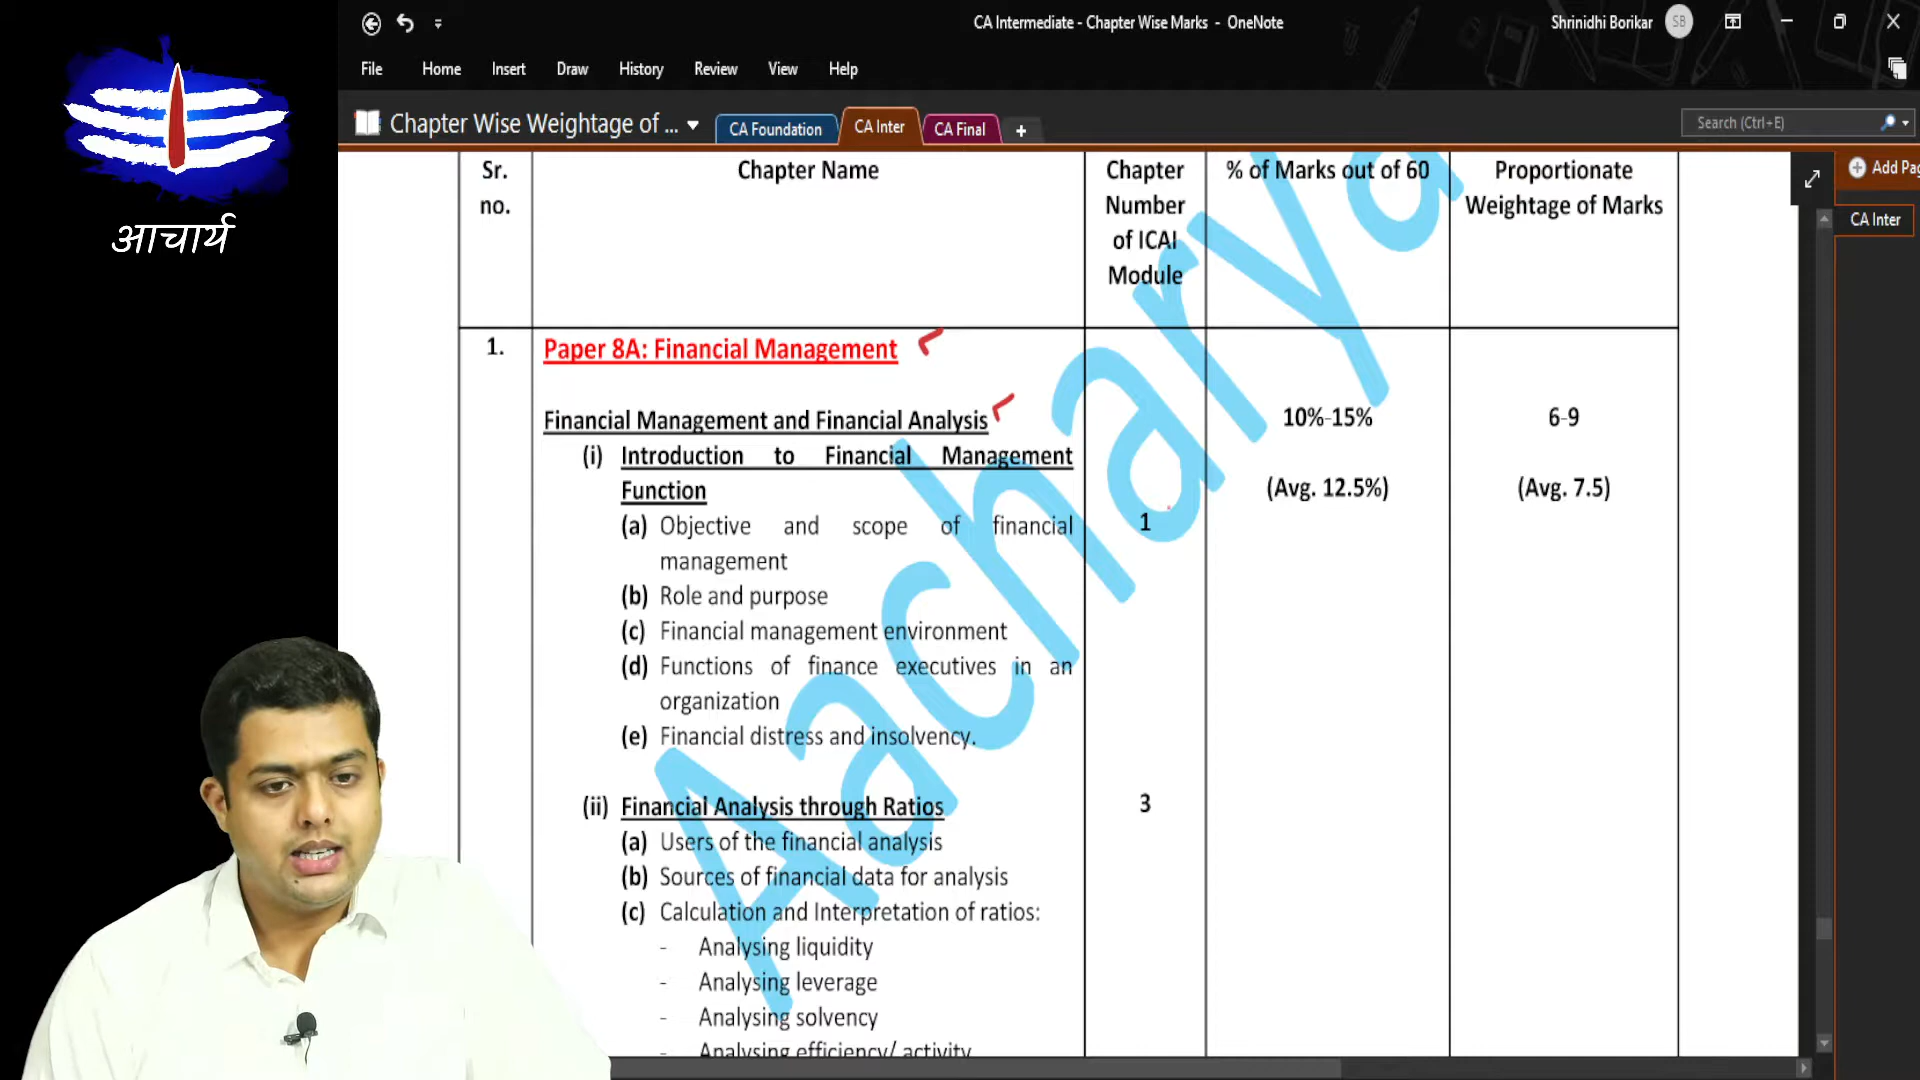 CA Intermediate - Chapter Wise Marks - OneNote
Shrinidhi Borikar
SB
File Home Insert Draw History Review View Help
Chapter Wise Weightage of ...
CA Foundation
CA Inter
CA Final
Search (Ctrl+E)
आचार्य
Add Pag
CA Inter
Sr. no.
Chapter Name
Chapter Number of ICAI Module
% of Marks out of 60
Proportionate Weightage of Marks
1.
Paper 8A: Financial Management
Financial Management and Financial Analysis
10%-15%
6-9
(i) Introduction to Financial Management
Function
(Avg. 12.5%)
(Avg. 7.5)
(a) Objective and scope of financial
management
1
(b) Role and purpose
(c) Financial management environment
(d) Functions of finance executives in an
organization
(e) Financial distress and insolvency.
(ii) Financial Analysis through Ratios
3
(a) Users of the financial analysis
(b) Sources of financial data for analysis
(c) Calculation and Interpretation of ratios:
- Analysing liquidity
- Analysing leverage
- Analysing solvency
- Analysing efficiency/ activity
Aacharya